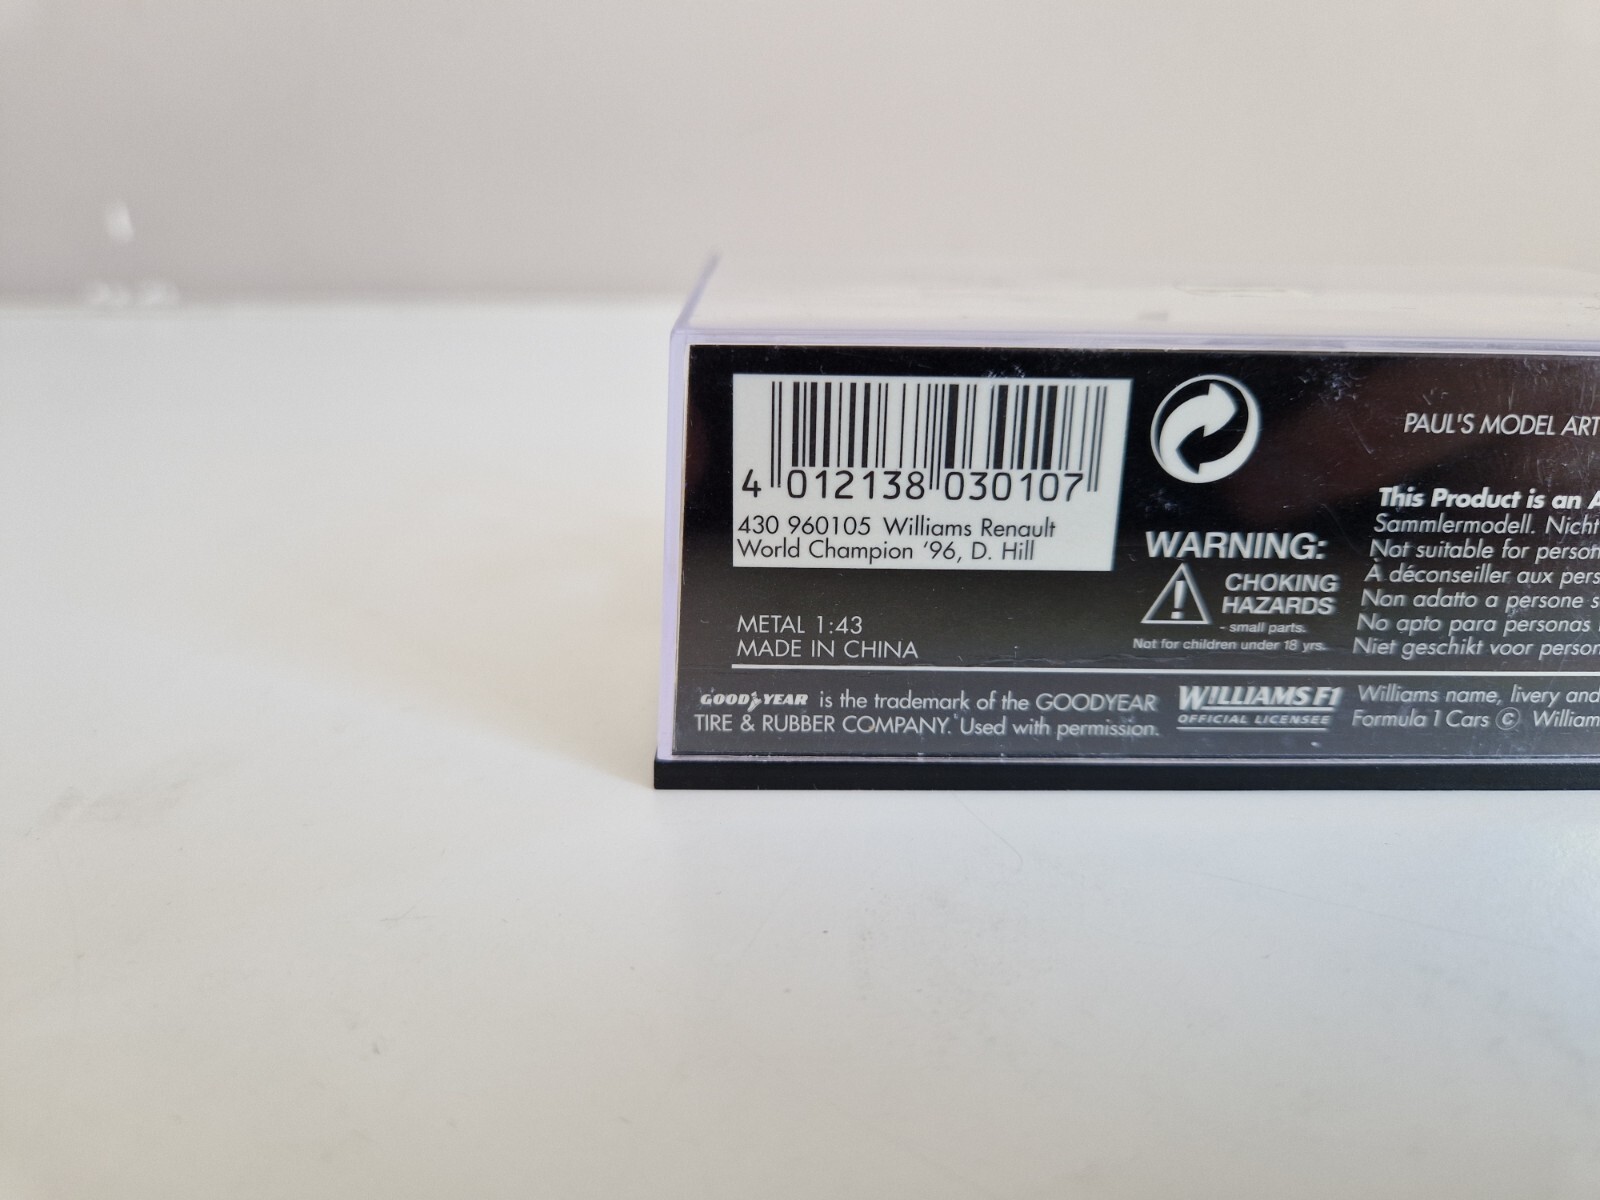 4 012138 030107
430 960105 Williams Renault
World Champion '96, D. Hill
METAL 1:43
MADE IN CHINA
WARNING:
CHOKING
HAZARDS
- small parts.
Not for children under 18 yrs.
PAUL'S MODEL ART
This Product is an A
Sammlermodell. Nicht
Not suitable for person
À déconseiller aux pers
Non adatto a persone s
No apto para personas
Niet geschikt voor person
GOODYEAR is the trademark of the GOODYEAR
TIRE & RUBBER COMPANY. Used with permission.
WILLIAMS F1
OFFICIAL LICENSEE
Williams name, livery and
Formula 1 Cars © William